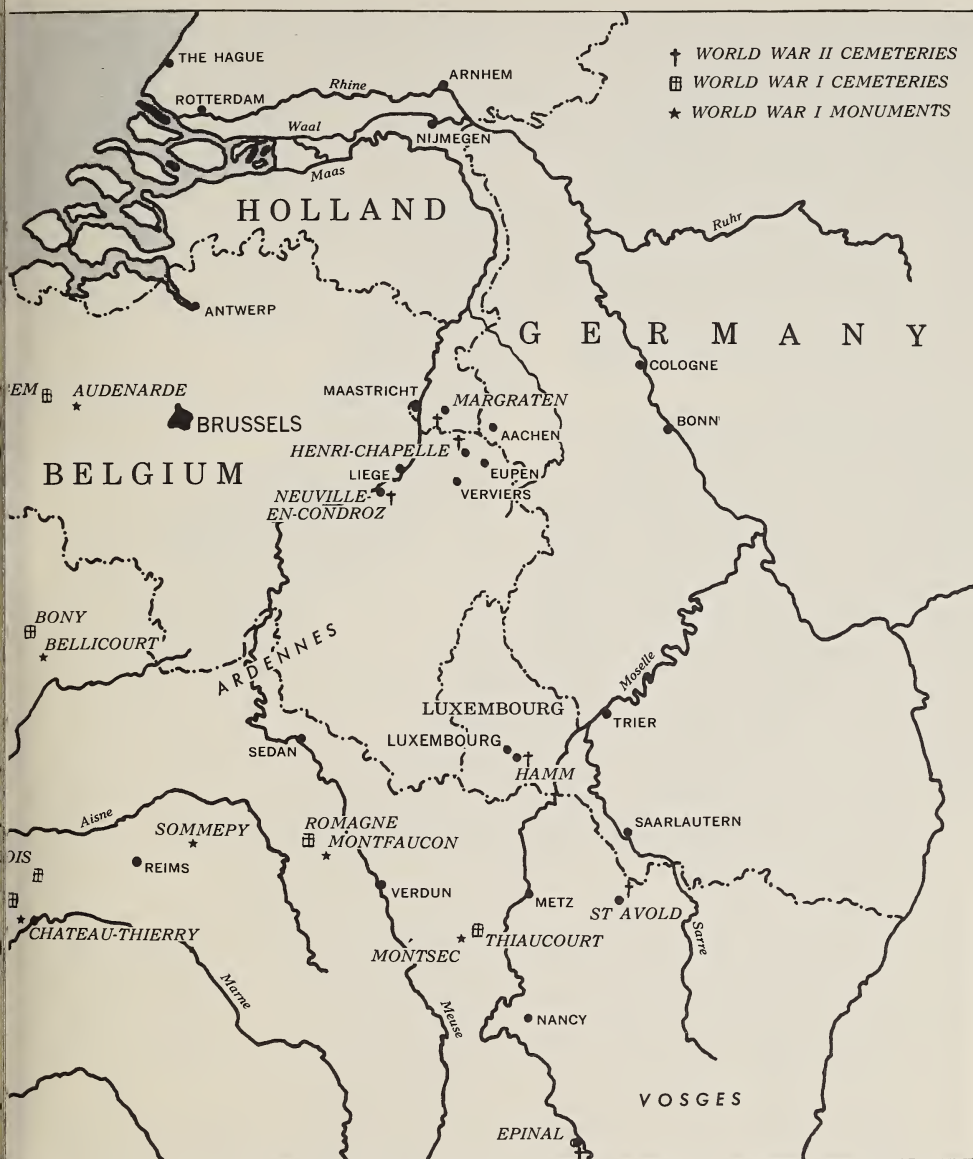 ✝ WORLD WAR II CEMETERIES
WORLD WAR I CEMETERIES
★ WORLD WAR I MONUMENTS
THE HAGUE
ARNHEM
Rhine
ROTTERDAM
Waal
NIJMEGEN
Maas
HOLLAND
Ruhr
ANTWERP
GERMANY
COLOGNE
EM
AUDENARDE
MAASTRICHT
MARGRATEN
BRUSSELS
BONN
AACHEN
HENRI-CHAPELLE
BELGIUM
LIEGE
EUPEN
NEUVILLE-
EN-CONDROZ
VERVIERS
BONY
BELLICOURT
ARDENNES
Moselle
LUXEMBOURG
TRIER
LUXEMBOURG
SEDAN
HAMM
Aisne
SOMMEPY
ROMAGNE
MONTFAUCON
SAARLAUTERN
OIS
REIMS
VERDUN
METZ
ST AVOLD
CHATEAU-THIERRY
THIAUCOURT
MONTSEC
Sarre
Marne
Meuse
NANCY
VOSGES
EPINAL